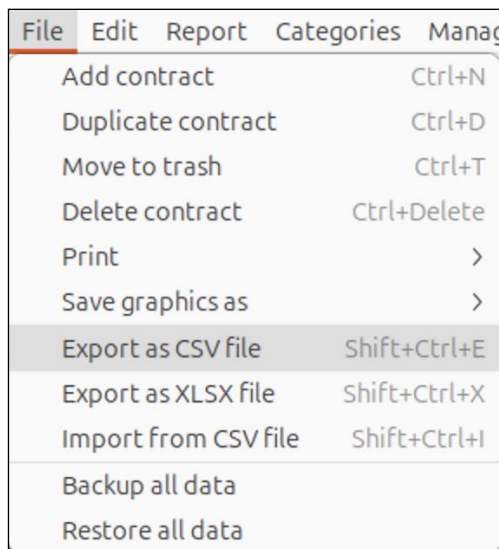 File Edit Report Categories Manag
Add contract Ctrl+N
Duplicate contract Ctrl+D
Move to trash Ctrl+T
Delete contract Ctrl+Delete
Print >
Save graphics as >
Export as CSV file Shift+Ctrl+E
Export as XLSX file Shift+Ctrl+X
Import from CSV file Shift+Ctrl+I
Backup all data
Restore all data